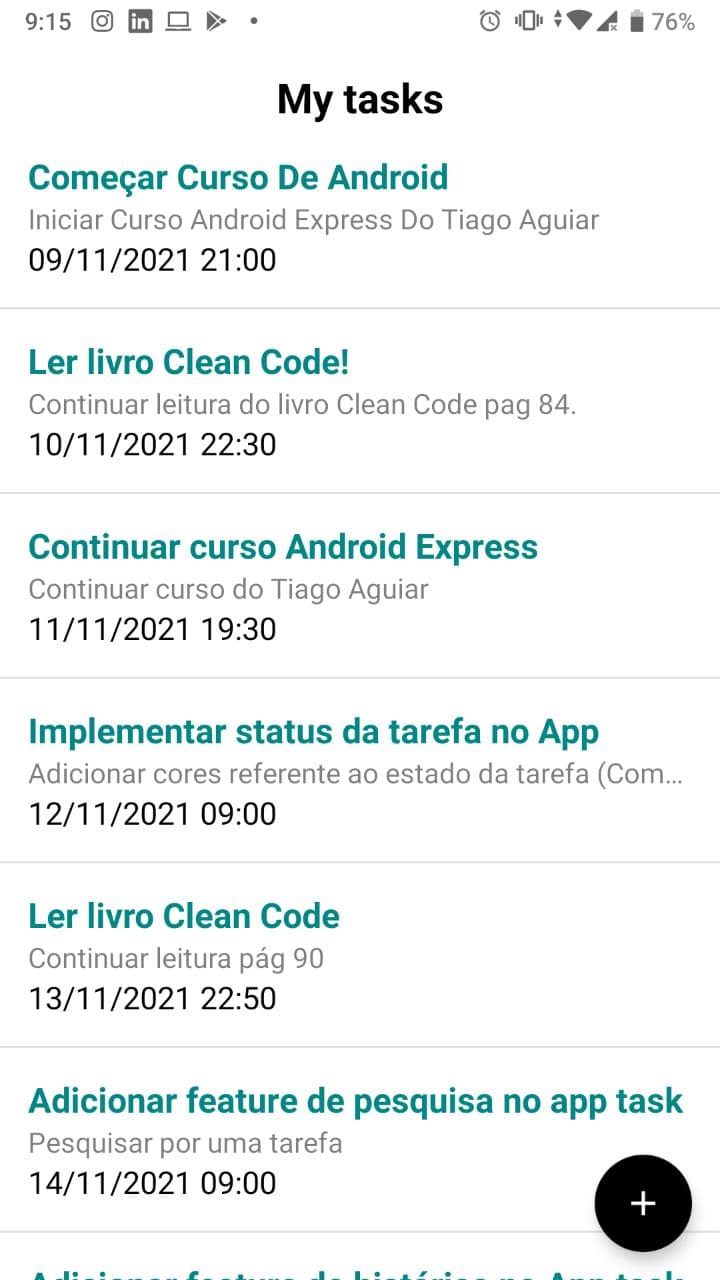 9:15
76%
My tasks
Começar Curso De Android
Iniciar Curso Android Express Do Tiago Aguiar
09/11/2021 21:00
Ler livro Clean Code!
Continuar leitura do livro Clean Code pag 84.
10/11/2021 22:30
Continuar curso Android Express
Continuar curso do Tiago Aguiar
11/11/2021 19:30
Implementar status da tarefa no App
Adicionar cores referente ao estado da tarefa (Com...
12/11/2021 09:00
Ler livro Clean Code
Continuar leitura pág 90
13/11/2021 22:50
Adicionar feature de pesquisa no app task
Pesquisar por uma tarefa
14/11/2021 09:00
+